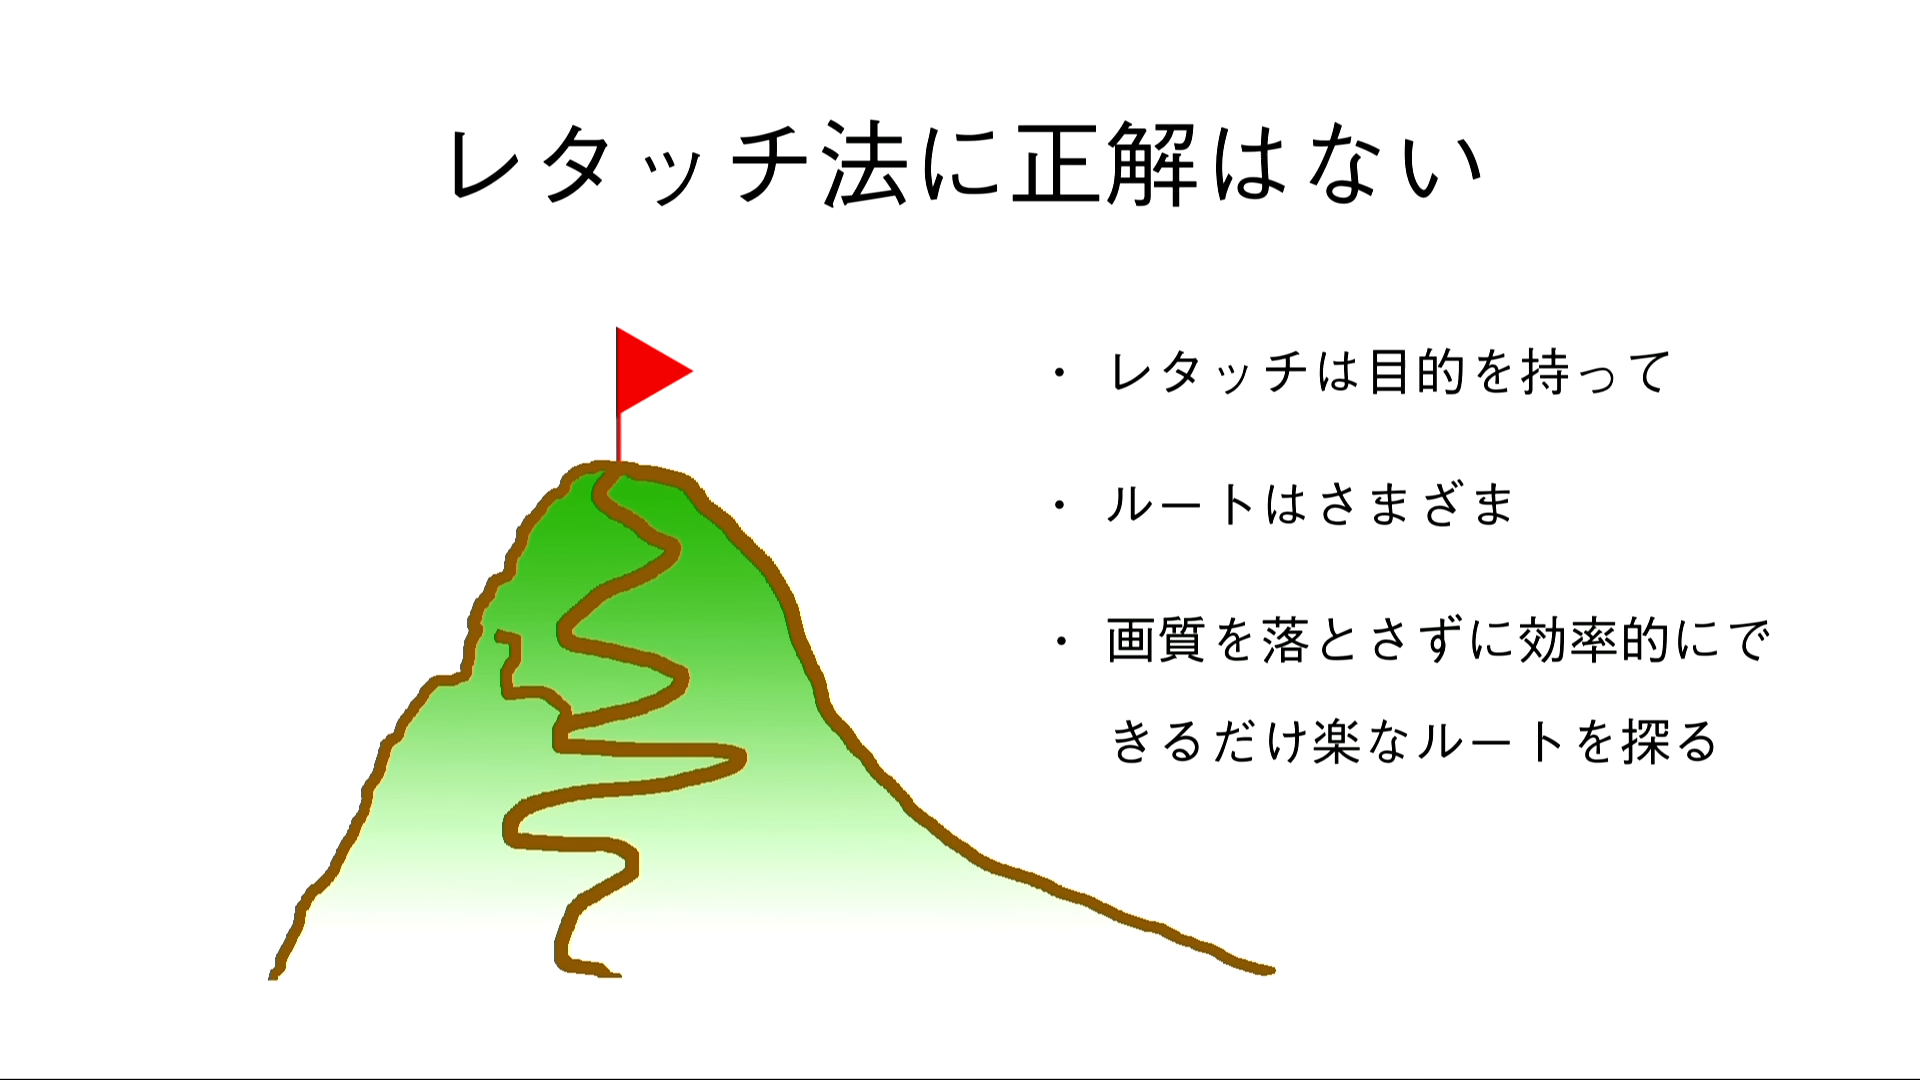 レタッチ法に正解はない
・ レタッチは目的を持って
・ ルートはさまざま
・ 画質を落とさずに効率的にで
きるだけ楽なルートを探る